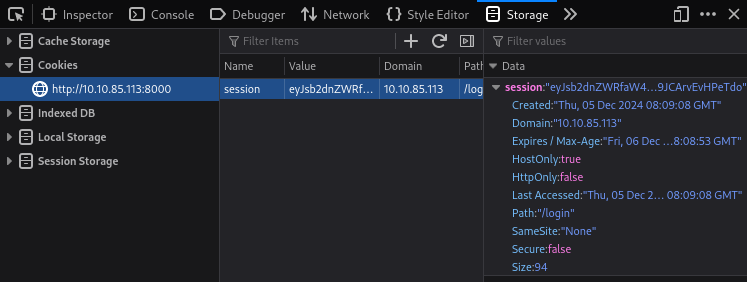 Inspector Console Debugger Network Style Editor Storage
Cache Storage
Cookies
http://10.10.85.113:8000
Indexed DB
Local Storage
Session Storage
Filter Items
Name Value Domain Path
session eyJsb2dnZWRf... 10.10.85.113 /log
Filter values
Data
session:"eyJsb2dnZWRfaW4...9JCArvEvHPeTdo"
Created:"Thu, 05 Dec 2024 08:09:08 GMT"
Domain:"10.10.85.113"
Expires / Max-Age:"Fri, 06 Dec ...8:08:53 GMT"
HostOnly:true
HttpOnly:false
Last Accessed:"Thu, 05 Dec 2... 08:09:08 GMT"
Path:"/login"
SameSite:"None"
Secure:false
Size:94